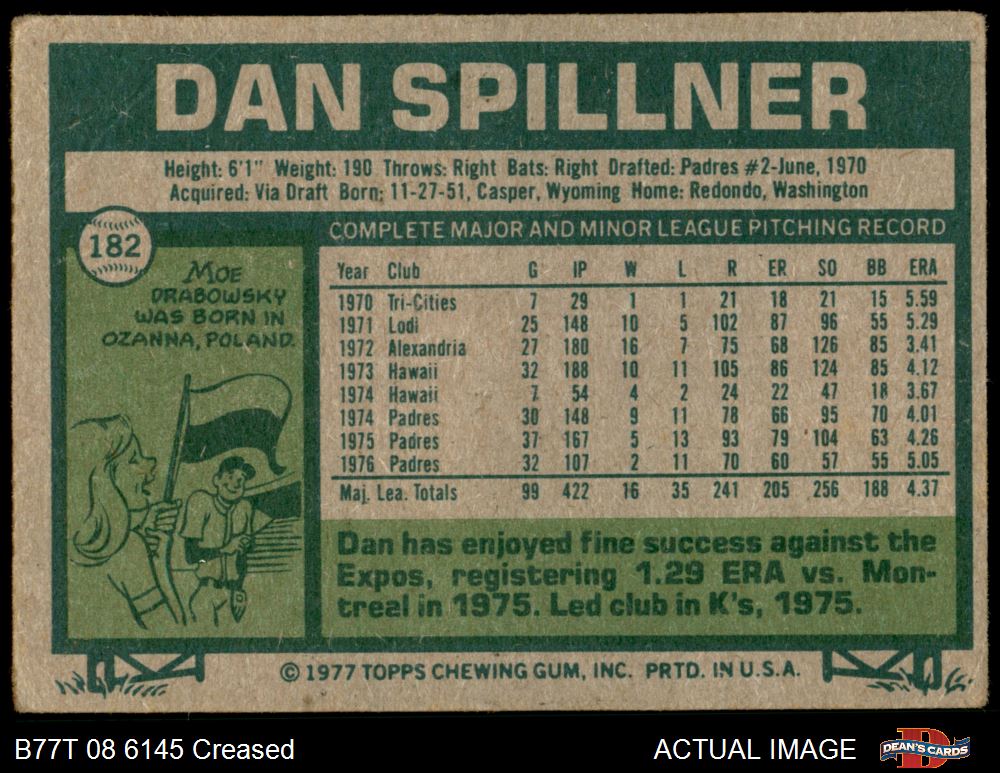 DAN SPILLNER
Height: 6'1" Weight: 190 Throws: Right Bats: Right Drafted: Padres #2-June, 1970
Acquired: Via Draft Born: 11-27-51, Casper, Wyoming Home: Redondo, Washington
182
MOE
DRABOWSKY
WAS BORN IN
OZANNA, POLAND.
COMPLETE MAJOR AND MINOR LEAGUE PITCHING RECORD
Year Club G IP W L R ER SO BB ERA
1970 Tri-Cities 7 29 1 1 21 18 21 15 5.59
1971 Lodi 25 148 10 5 102 87 96 55 5.29
1972 Alexandria 27 180 16 7 75 68 126 85 3.41
1973 Hawaii 32 188 10 11 105 86 124 85 4.12
1974 Hawaii 7 54 4 2 24 22 47 18 3.67
1974 Padres 30 148 9 11 78 66 95 70 4.01
1975 Padres 37 167 5 13 93 79 104 63 4.26
1976 Padres 32 107 2 11 70 60 57 55 5.05
Maj. Lea. Totals 99 422 16 35 241 205 256 188 4.37
Dan has enjoyed fine success against the
Expos, registering 1.29 ERA vs. Mon-
treal in 1975. Led club in K's, 1975.
© 1977 TOPPS CHEWING GUM, INC. PRTD. IN U.S.A.
B77T 08 6145 Creased
ACTUAL IMAGE
DEAN'S CARDS